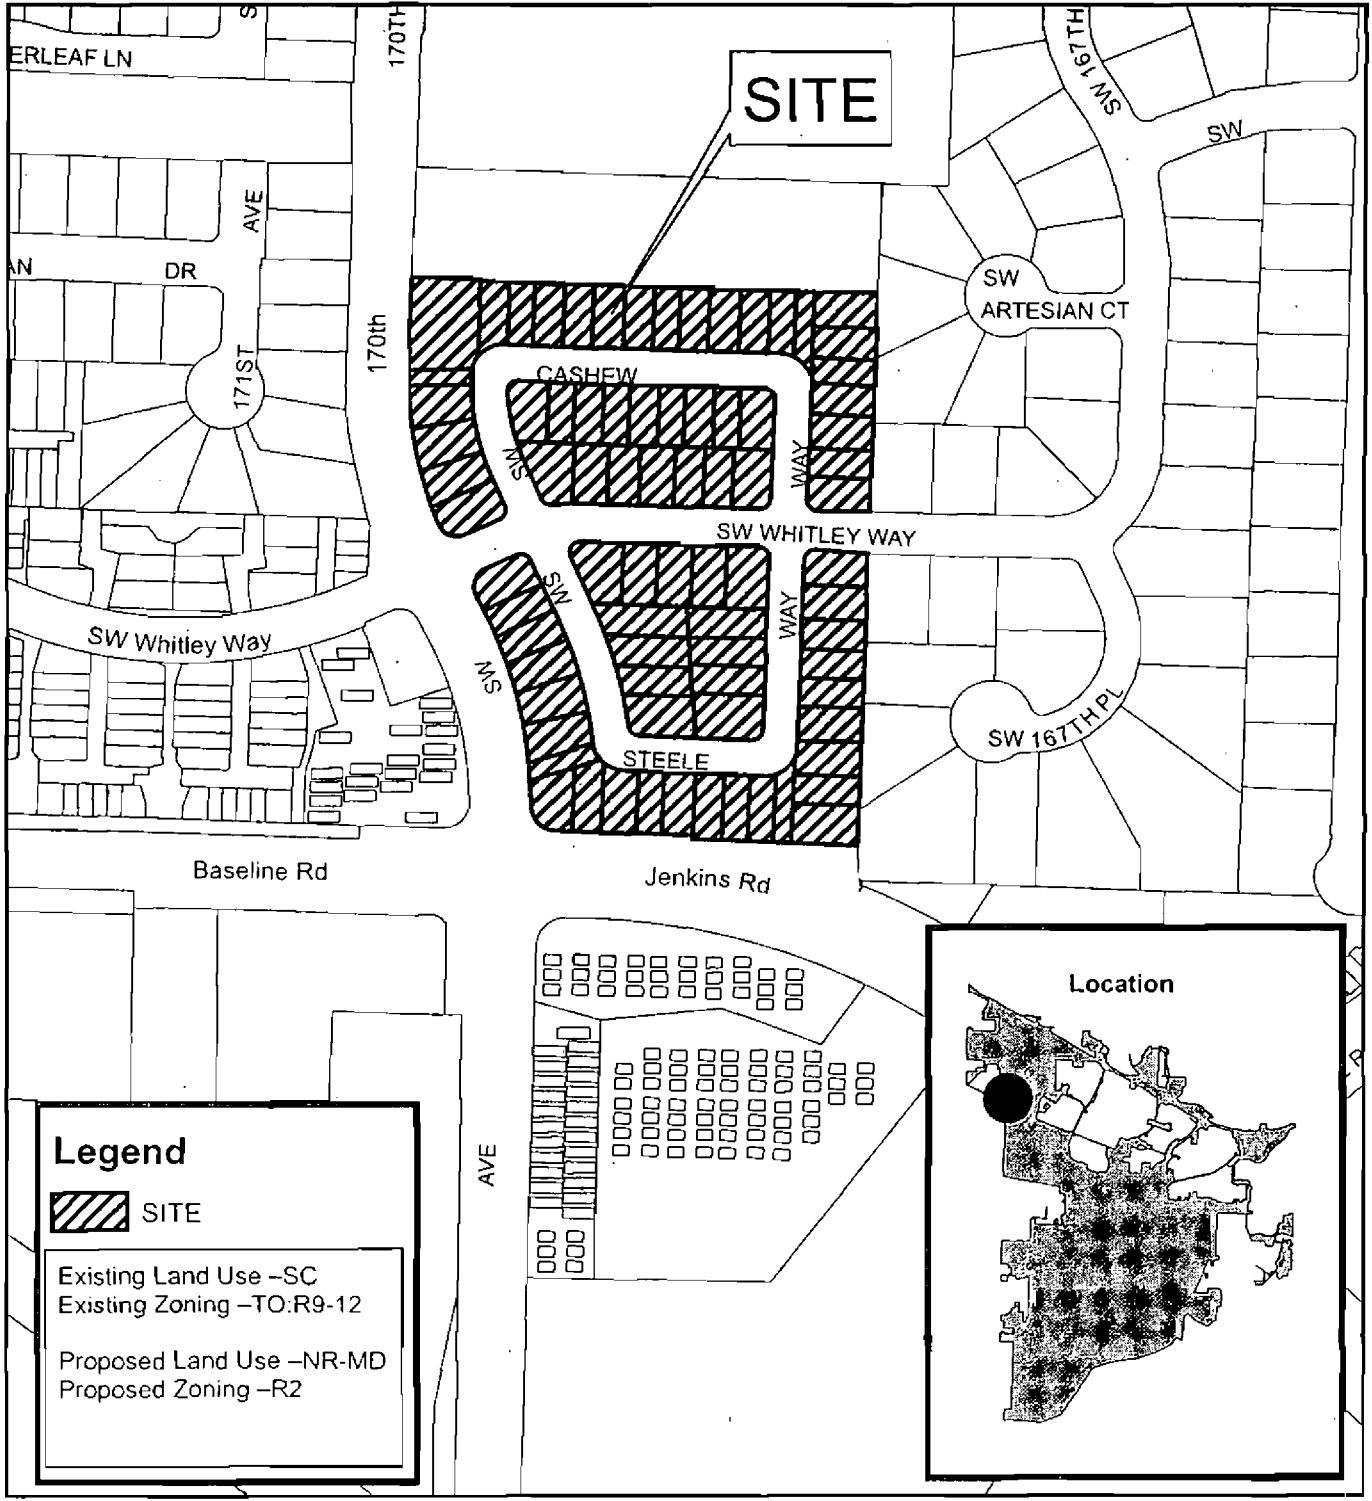 ERLEAF LN
S
170TH
SITE
SW 167TH
SW
AVE
AN
DR
SW
ARTESIAN CT
170th
171ST
CASHEW
SW
WAY
SW WHITLEY WAY
SW
WAY
SW Whitley Way
SW
SW 167TH PL
STEELE
Baseline Rd
Jenkins Rd
Location
Legend
SITE
AVE
Existing Land Use –SC
Existing Zoning –TO:R9-12
Proposed Land Use –NR-MD
Proposed Zoning –R2